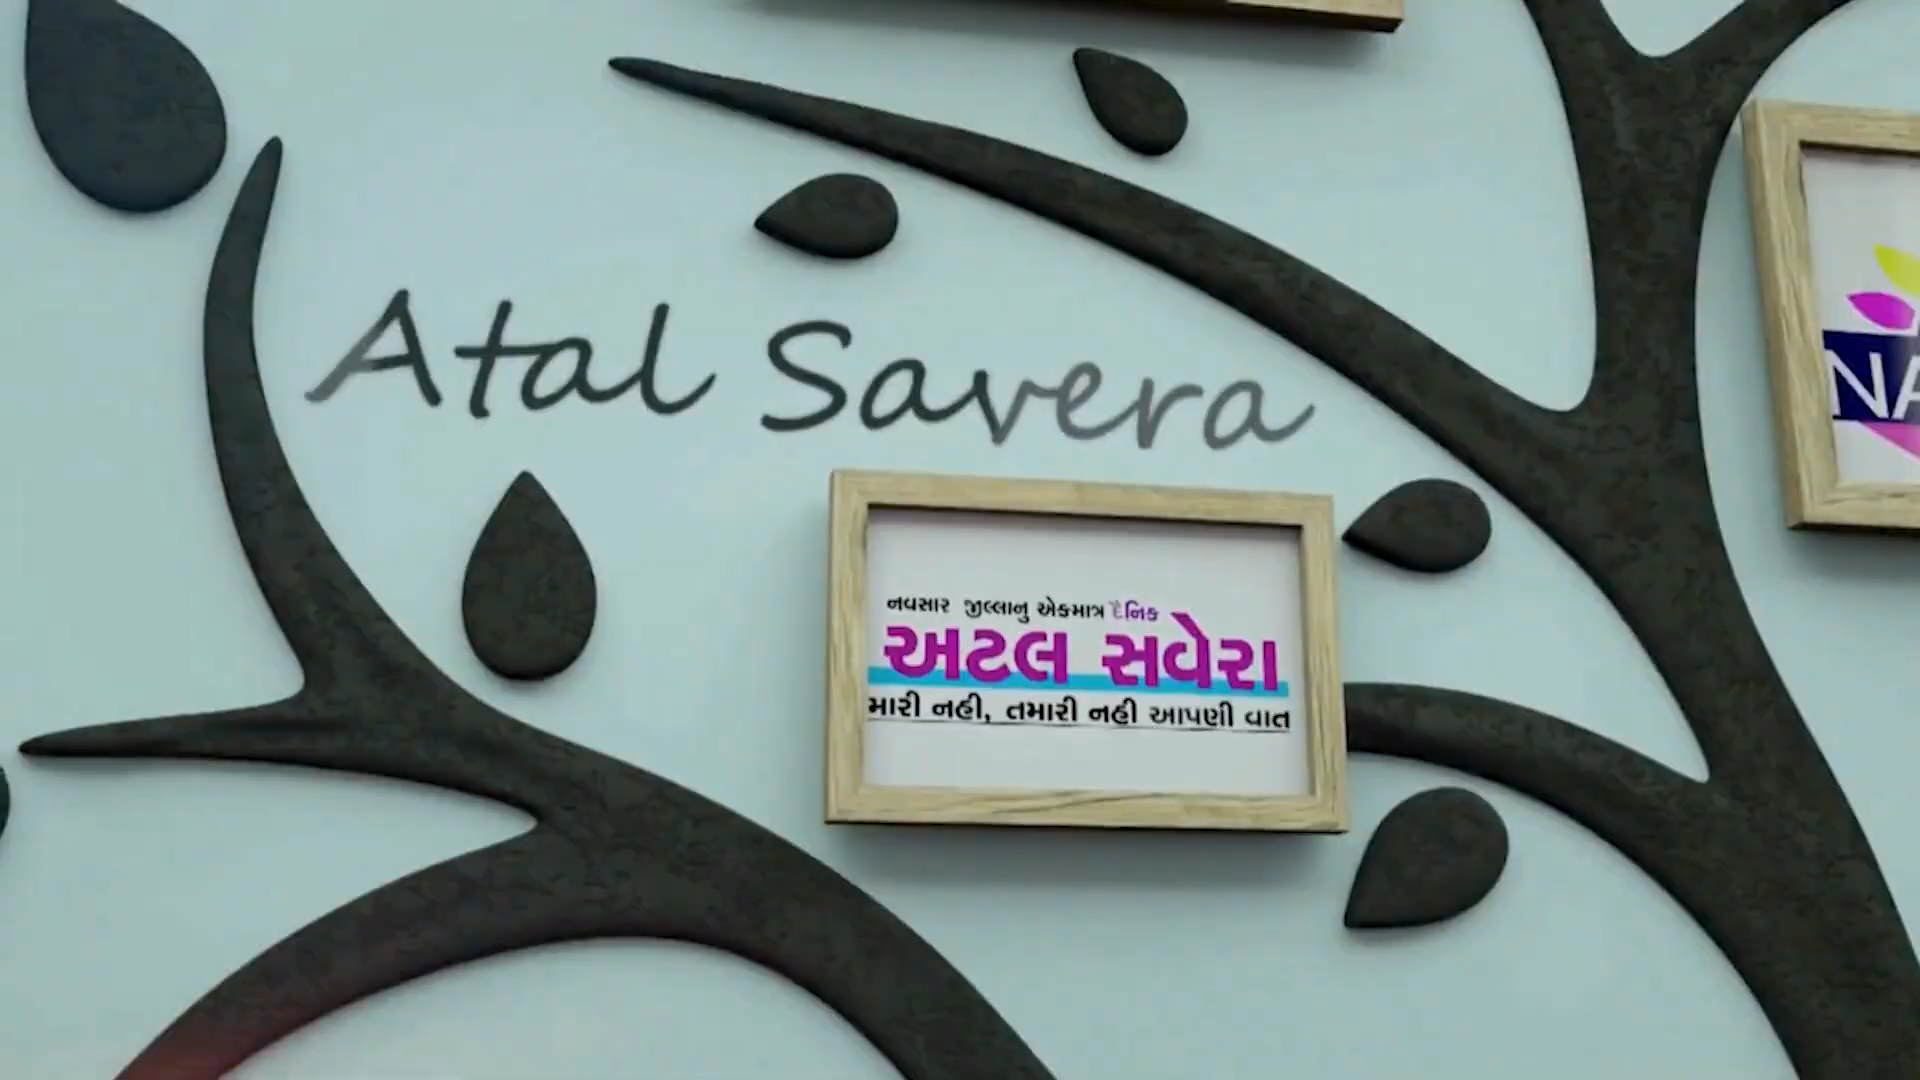 Atal Savera
નવસાર જીલ્લાનુ એકમાત્ર દૈનિક
અટલ સવેરા
મારી નહી, તમારી નહી આપણી વાત